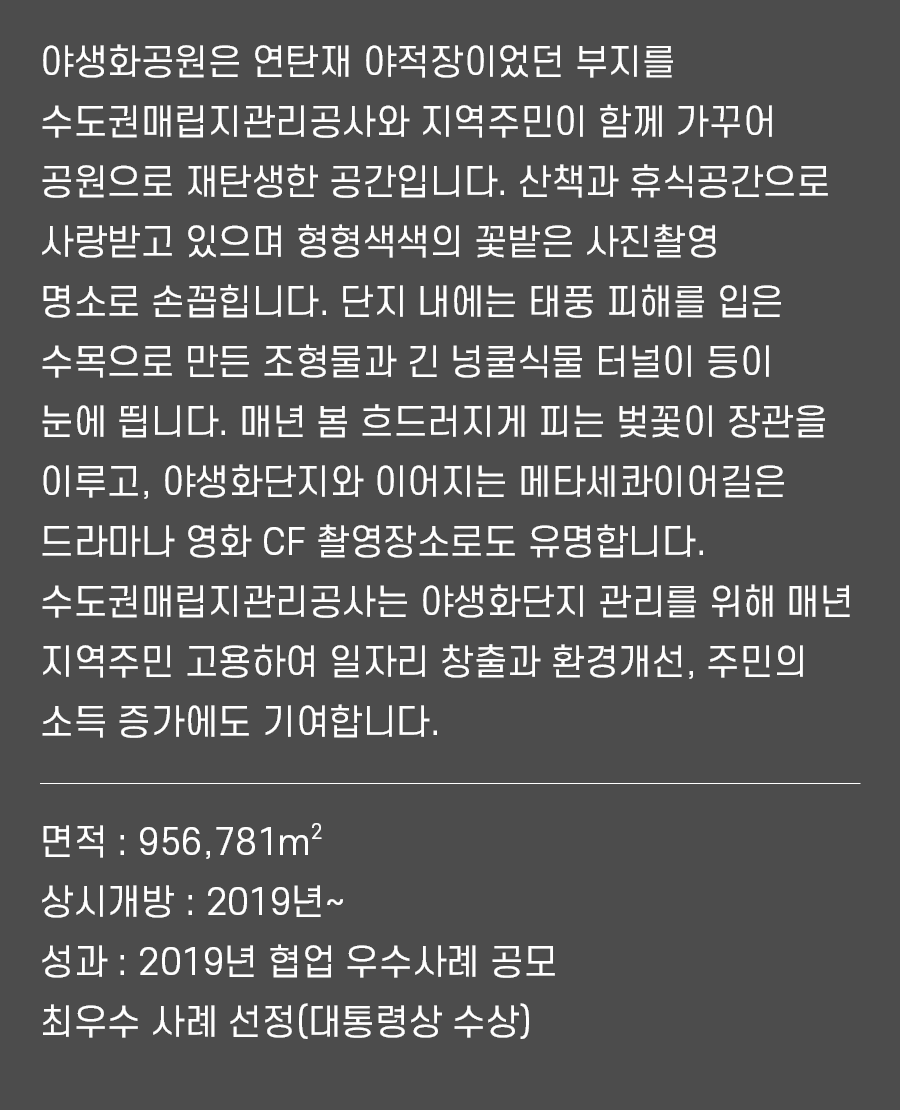 야생화공원은 연탄재 야적장이었던 부지를
수도권매립지관리공사와 지역주민이 함께 가꾸어
공원으로 재탄생한 공간입니다. 산책과 휴식공간으로
사랑받고 있으며 형형색색의 꽃밭은 사진촬영
명소로 손꼽힙니다. 단지 내에는 태풍 피해를 입은
수목으로 만든 조형물과 긴 넝쿨식물 터널이 등이
눈에 띕니다. 매년 봄 흐드러지게 피는 벚꽃이 장관을
이루고, 야생화단지와 이어지는 메타세콰이어길은
드라마나 영화 CF 촬영장소로도 유명합니다.
수도권매립지관리공사는 야생화단지 관리를 위해 매년
지역주민 고용하여 일자리 창출과 환경개선, 주민의
소득 증가에도 기여합니다.
면적 : 956,781m²
상시개방 : 2019년~
성과 : 2019년 협업 우수사례 공모
최우수 사례 선정(대통령상 수상)